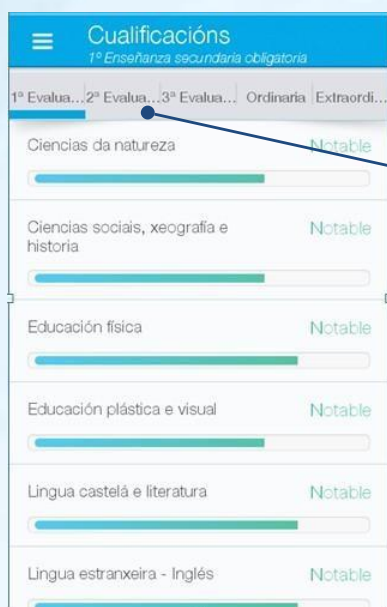 Cualificacións
1º Enseñanza secundaria obligatoria
1ª Evalua... 2ª Evalua... 3ª Evalua... Ordinaria Extraordi...
Ciencias da natureza Notable
Ciencias sociais, xeografía e Notable
historia
Educación física Notable
Educación plástica e visual Notable
Lingua castelá e literatura Notable
Lingua estranxeira - Inglés Notable